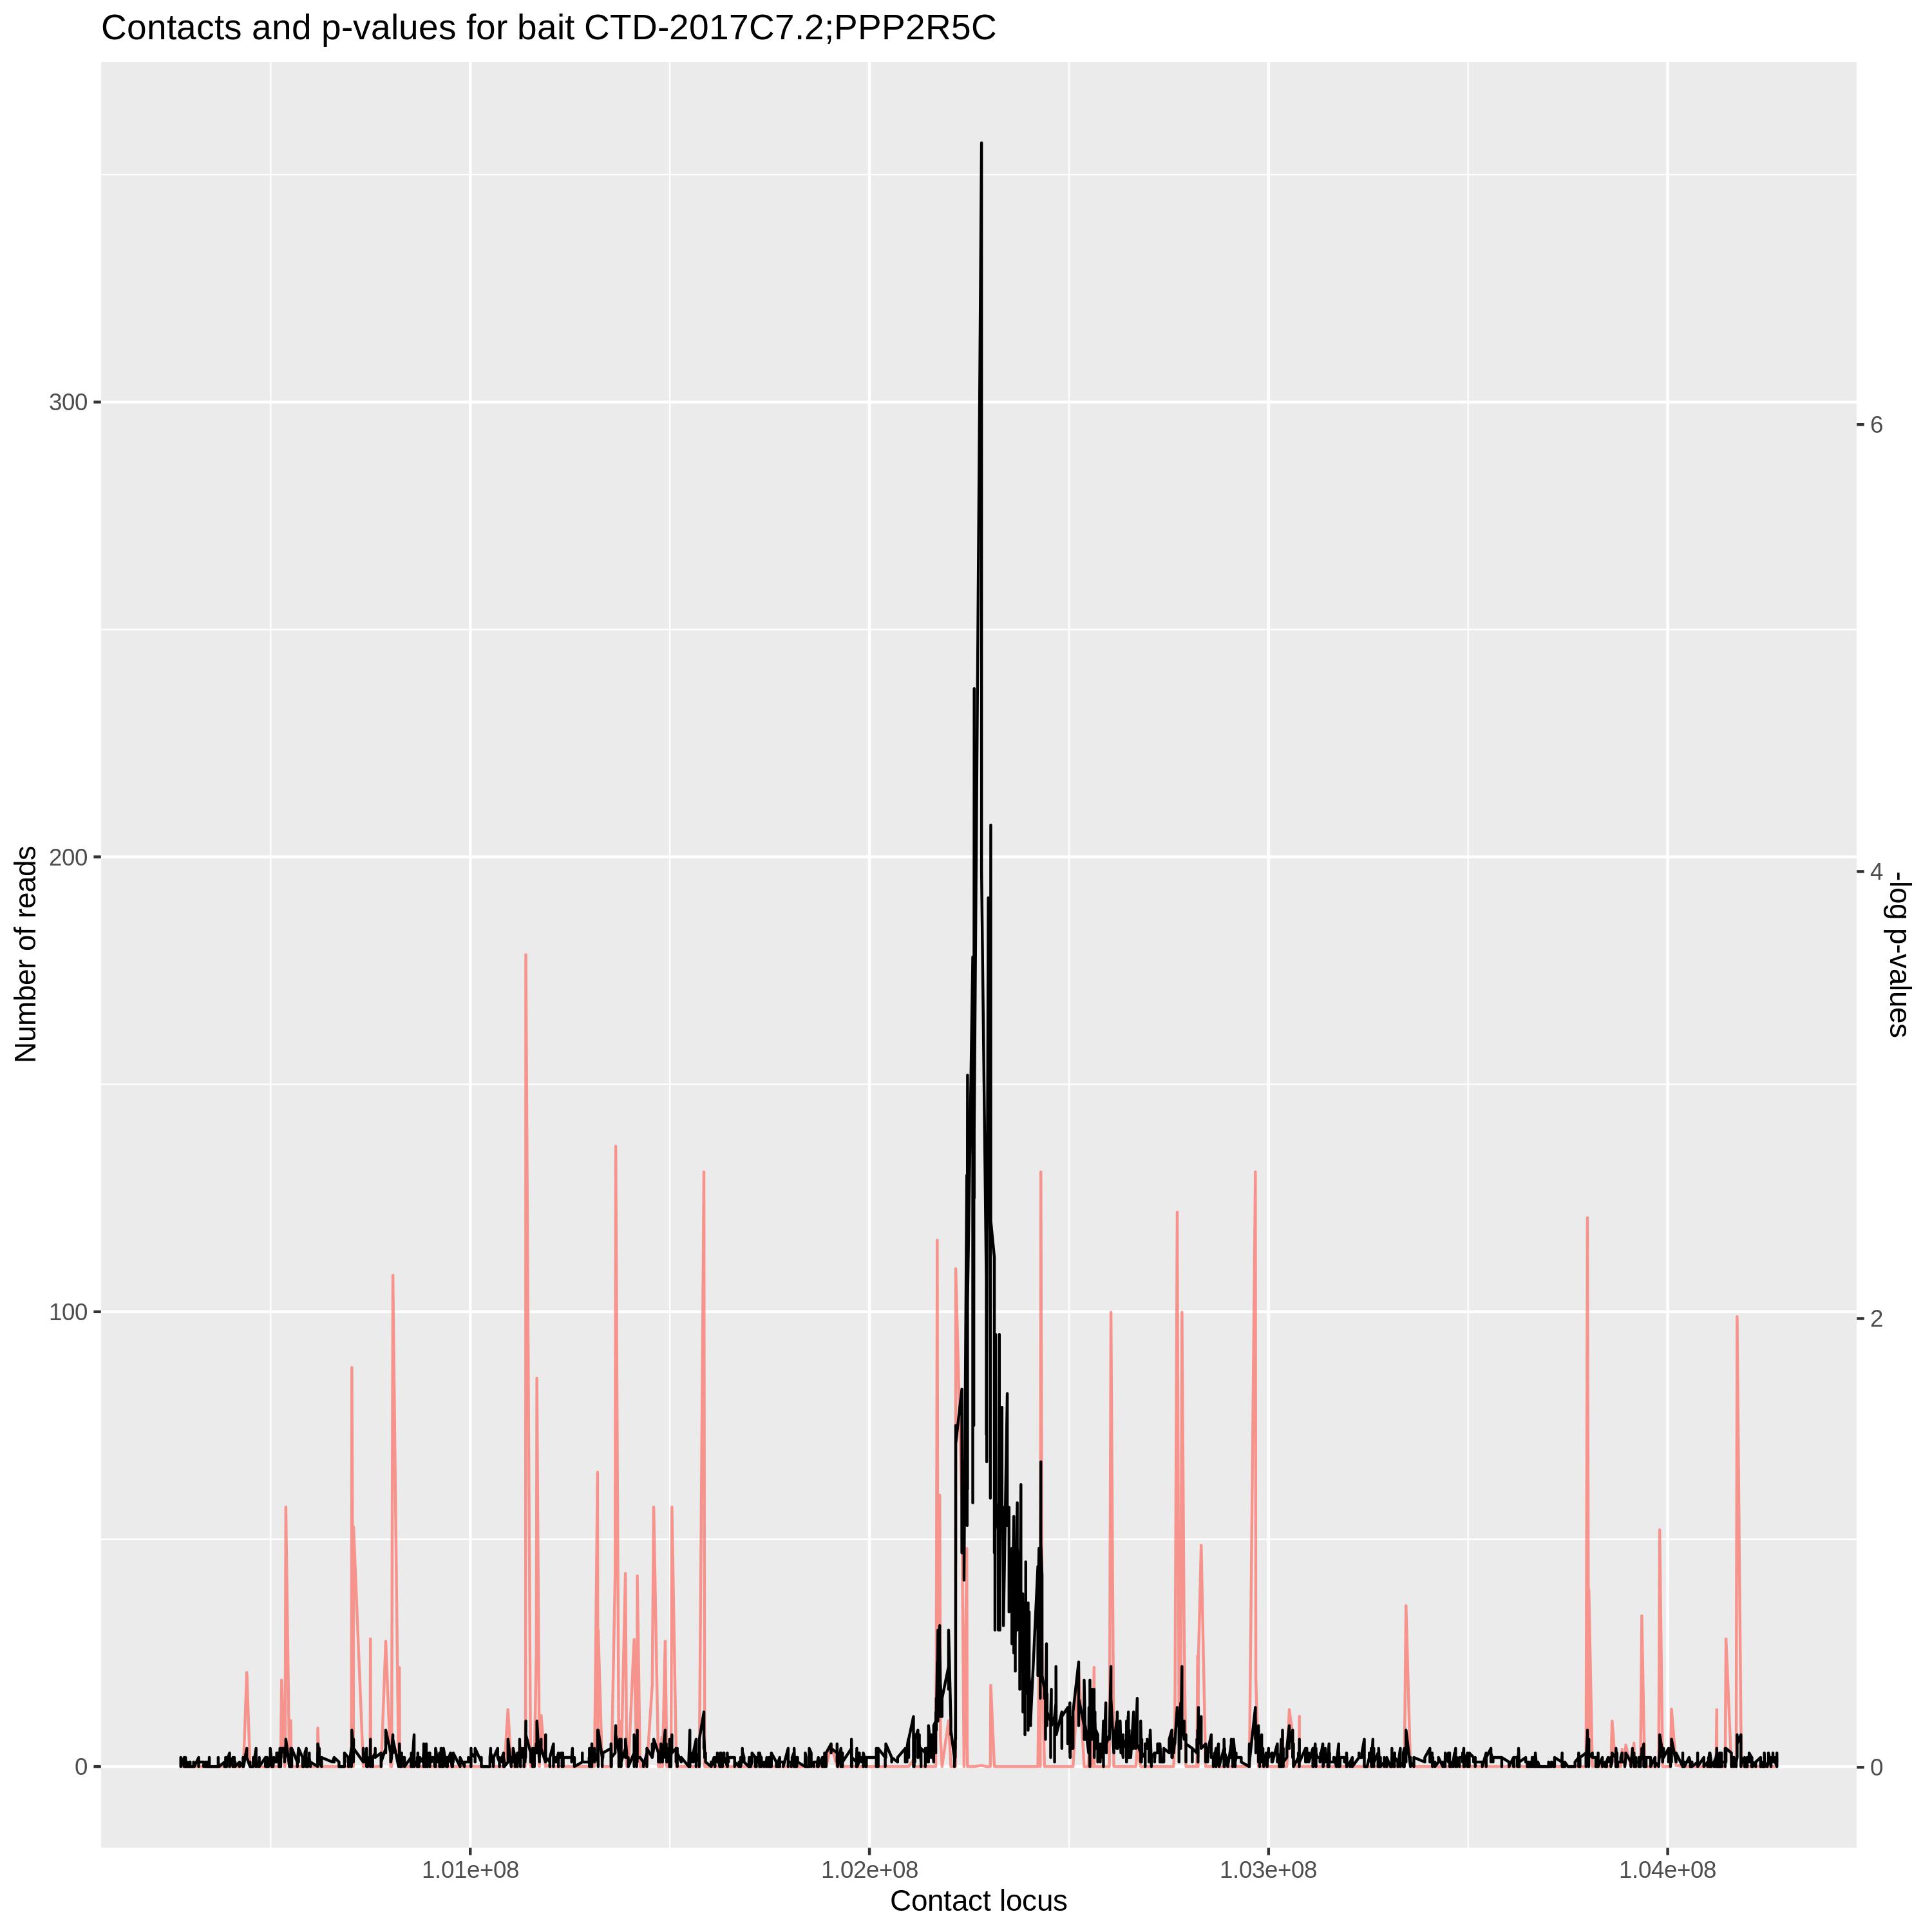 Contacts and p-values for bait CTD-2017C7.2;PPP2R5C
Number of reads
300
200
100
0
6
4
2
0
-log p-values
1.01e+08
1.02e+08
1.03e+08
1.04e+08
Contact locus